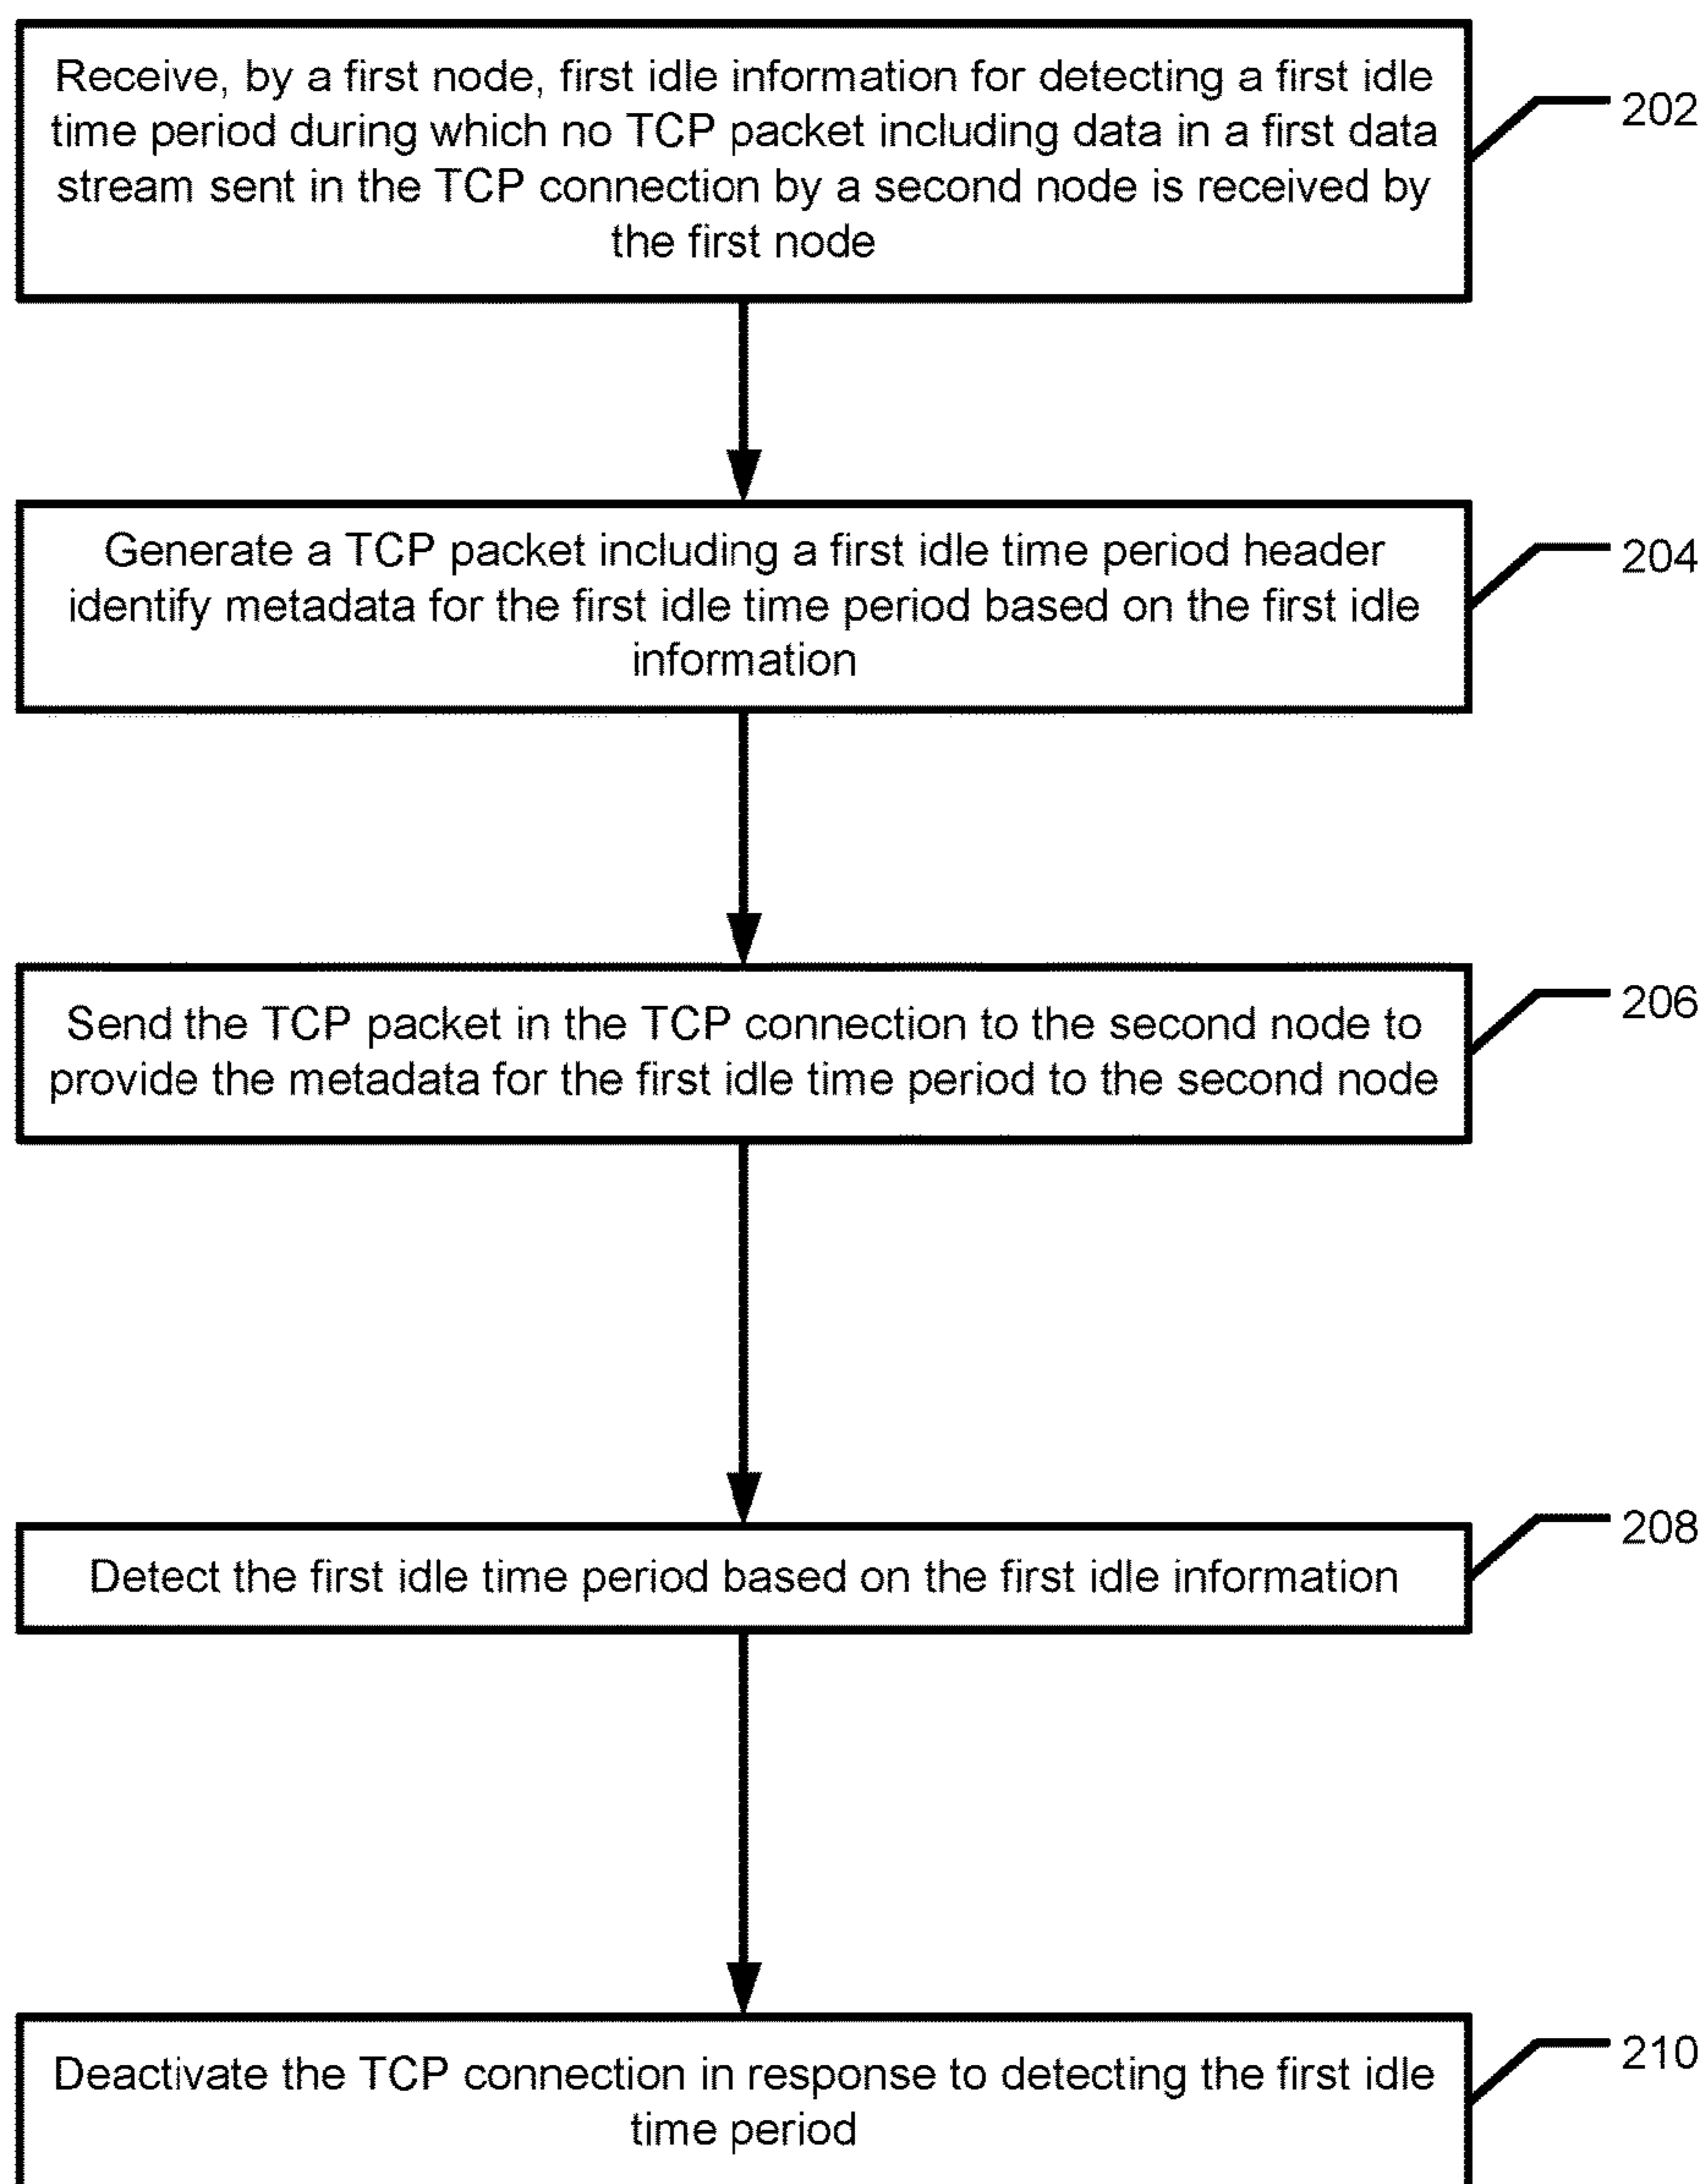 Receive, by a first node, first idle information for detecting a first idle
time period during which no TCP packet including data in a first data
stream sent in the TCP connection by a second node is received by
the first node
202
Generate a TCP packet including a first idle time period header
identify metadata for the first idle time period based on the first idle
information
204
Send the TCP packet in the TCP connection to the second node to
provide the metadata for the first idle time period to the second node
206
Detect the first idle time period based on the first idle information
208
Deactivate the TCP connection in response to detecting the first idle
time period
210